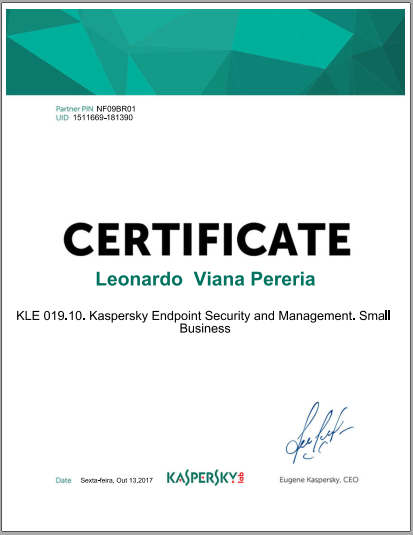 Partner PIN NF09BR01
UID 1511669-181390
CERTIFICATE
Leonardo Viana Pereria
KLE 019.10. Kaspersky Endpoint Security and Management. Small
Business
Date Sexta-feira, Out 13,2017 KASPERSKY lab Eugene Kaspersky, CEO